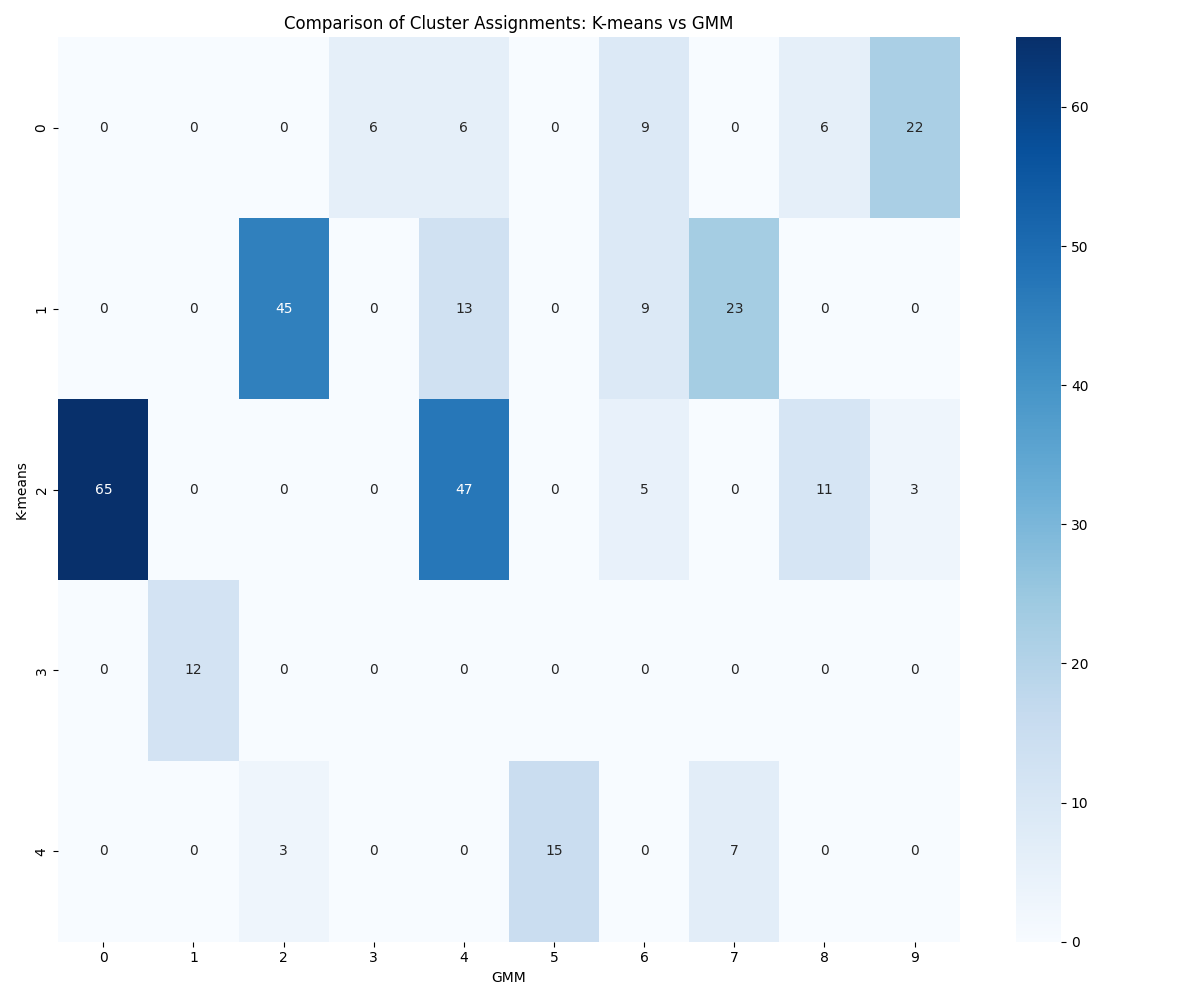 Comparison of Cluster Assignments: K-means vs GMM
0 0 0 0 6 6 0 9 0 6 22
1 0 0 45 0 13 0 9 23 0 0
2 65 0 0 0 47 0 5 0 11 3
3 0 12 0 0 0 0 0 0 0 0
4 0 0 3 0 0 15 0 7 0 0
0 1 2 3 4 5 6 7 8 9
K-means
GMM
60
50
40
30
20
10
0